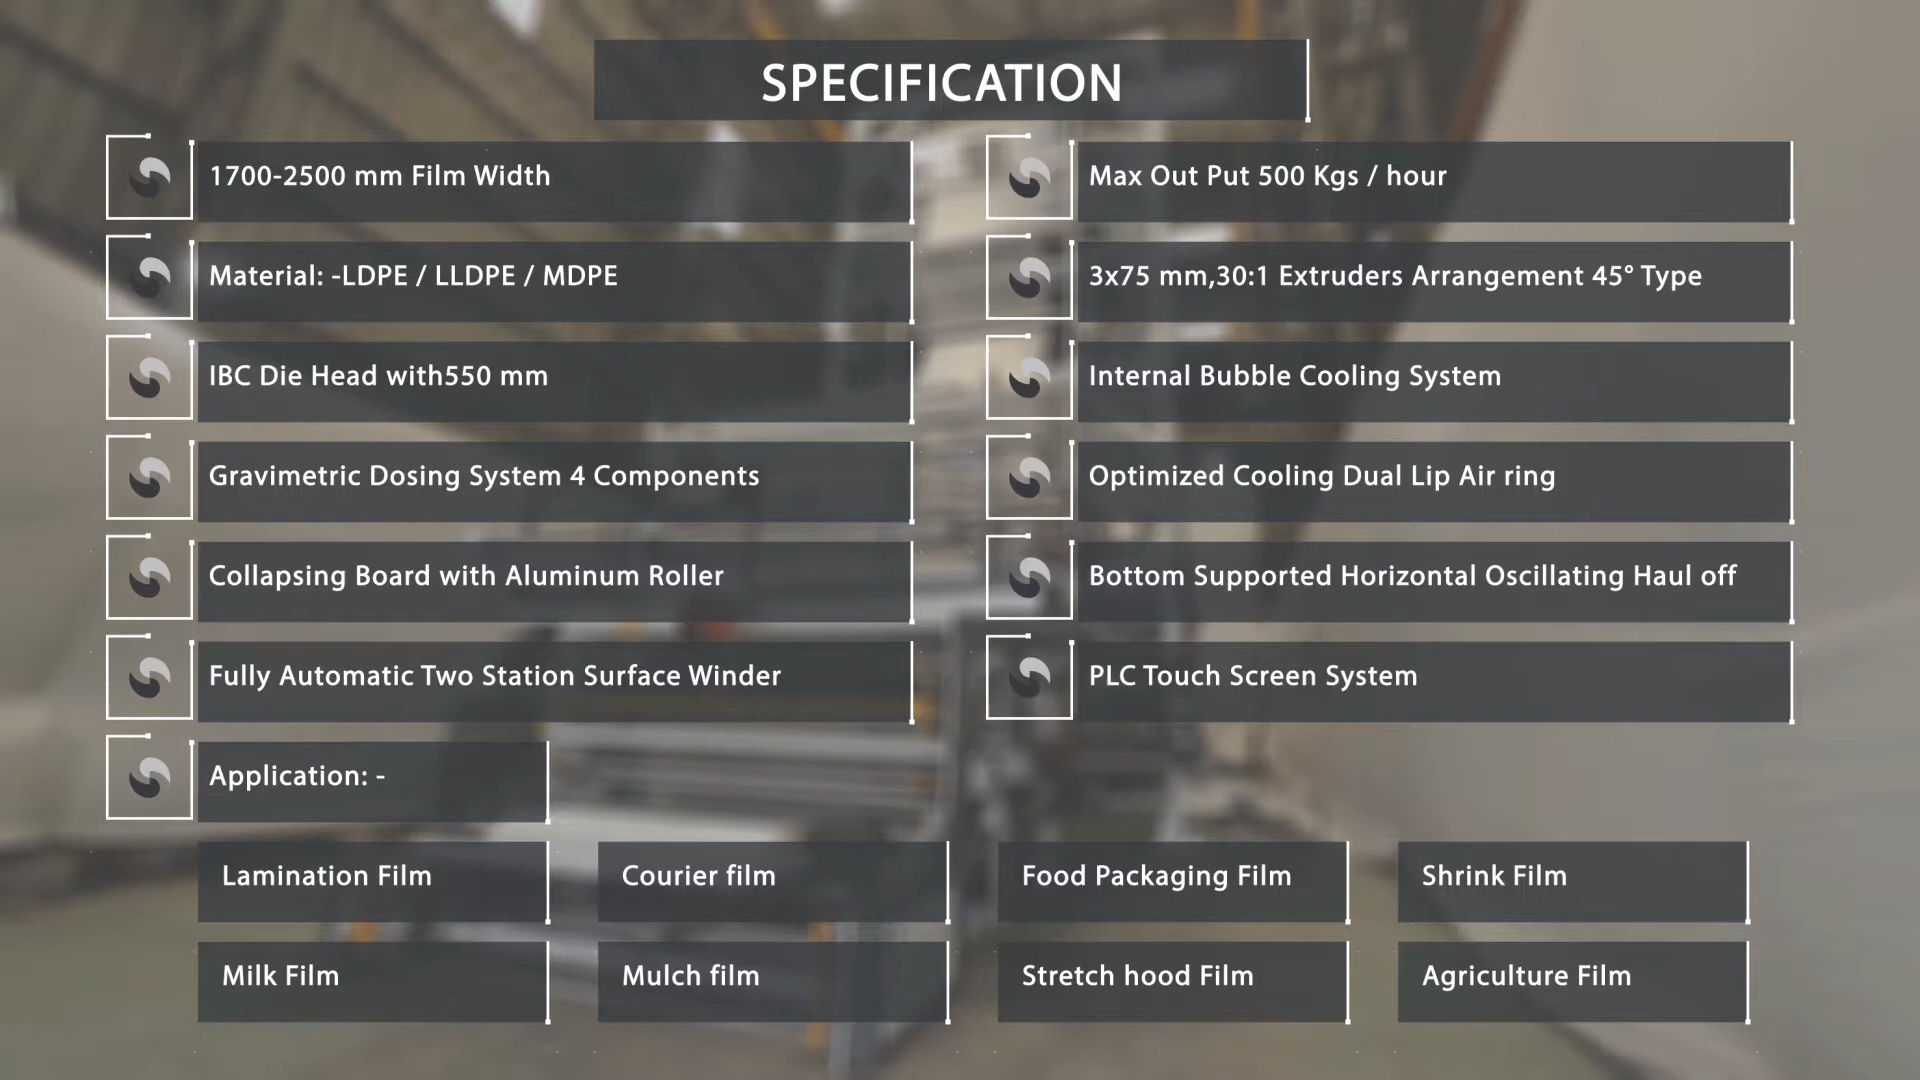 SPECIFICATION
1700-2500 mm Film Width
Max Out Put 500 Kgs / hour
Material: -LDPE / LLDPE / MDPE
3x75 mm,30:1 Extruders Arrangement 45° Type
IBC Die Head with550 mm
Internal Bubble Cooling System
Gravimetric Dosing System 4 Components
Optimized Cooling Dual Lip Air ring
Collapsing Board with Aluminum Roller
Bottom Supported Horizontal Oscillating Haul off
Fully Automatic Two Station Surface Winder
PLC Touch Screen System
Application: -
Lamination Film
Courier film
Food Packaging Film
Shrink Film
Milk Film
Mulch film
Stretch hood Film
Agriculture Film